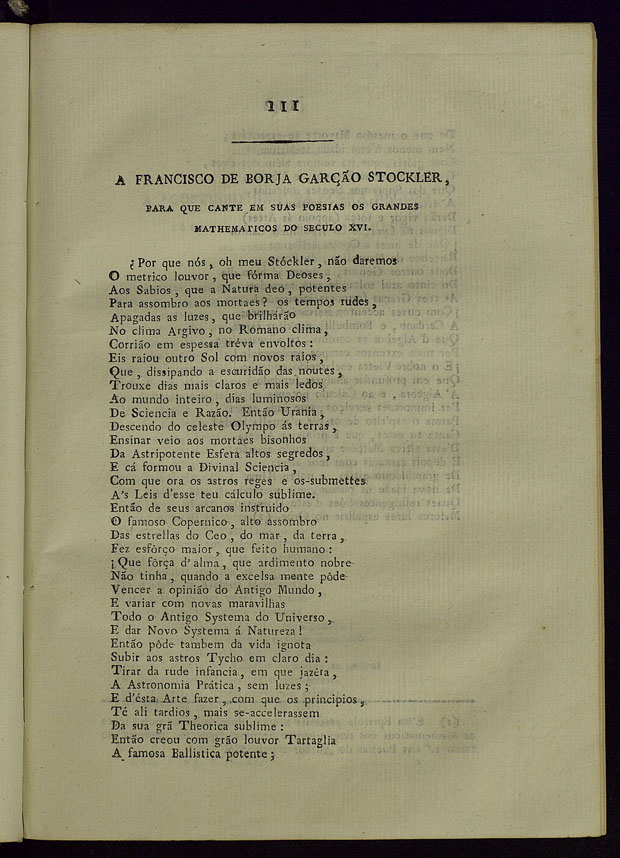 III
A FRANCISCO DE BORJA GARÇÃO STOCKLER,
PARA QUE CANTE EM SUAS POESIAS OS GRANDES
MATHEMATICOS DO SECULO XVI.
¿Por que nós, oh meu Stóckler, não daremos
O metrico louvor, que fórma Deoses,
Aos Sabios, que a Natura deo, potentes
Para assombro aos mortaes? os tempos rudes,
Apagadas as luzes, que brilhárão
No clima Argivo, no Romano clima,
Corrião em espessa tréva envoltos:
Eis raiou outro Sol com novos raios,
Que, dissipando a escuridão das noutes,
Trouxe dias mais claros e mais ledos
Ao mundo inteiro, dias luminosos
De Sciencia e Razão. Então Urania,
Descendo do celeste Olympo ás terras,
Ensinar veio aos mortaes bisonhos
Da Astripotente Esfera altos segredos,
E cá formou a Divinal Sciencia,
Com que ora os astros reges e os-submettes
A's Leis d'esse teu cálculo sublime.
Então de seus arcanos instruido
O famoso Copernico, alto assombro
Das estrellas do Ceo, do mar, da terra,
Fez esfôrço maior, que feito humano:
¡Que fôrça d'alma, que ardimento nobre
Não tinha, quando a excelsa mente pôde
Vencer a opinião do Antigo Mundo,
E variar com novas maravilhas
Todo o Antigo Systema do Universo,
E dar Novo Systema á Natureza!
Então pôde tambem da vida ignota
Subir aos astros Tycho em claro dia:
Tirar da rude infancia, em que jazêra,
A Astronomia Prática, sem luzes;
E d'ésta Arte fazer, com que os principios,
Té ali tardios, mais se-accelerassem
Da sua grã Theorica sublime:
Então creou com grão louvor Tartaglia
A famosa Ballistica potente;